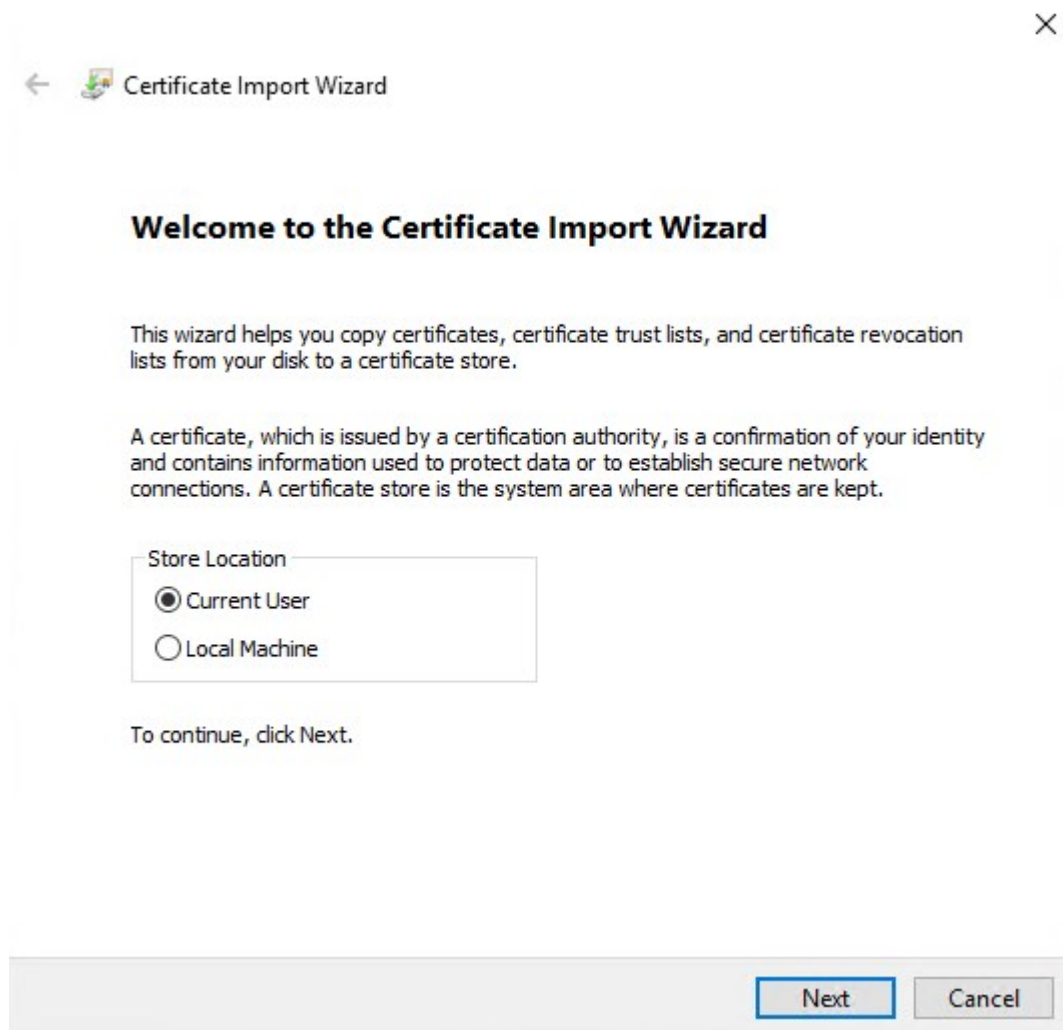 Certificate Import Wizard
Welcome to the Certificate Import Wizard
This wizard helps you copy certificates, certificate trust lists, and certificate revocation
lists from your disk to a certificate store.
A certificate, which is issued by a certification authority, is a confirmation of your identity
and contains information used to protect data or to establish secure network
connections. A certificate store is the system area where certificates are kept.
Store Location
Current User
Local Machine
To continue, click Next.
Next
Cancel